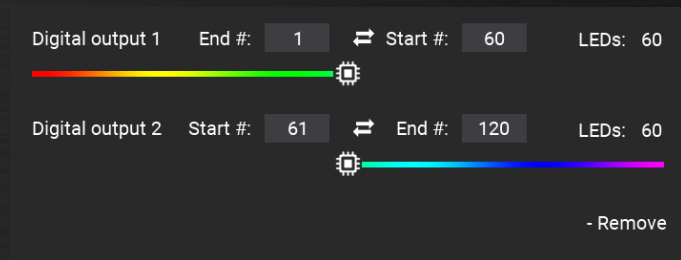 Digital output 1 End #: 1 Start #: 60 LEDs: 60
Digital output 2 Start #: 61 End #: 120 LEDs: 60
- Remove